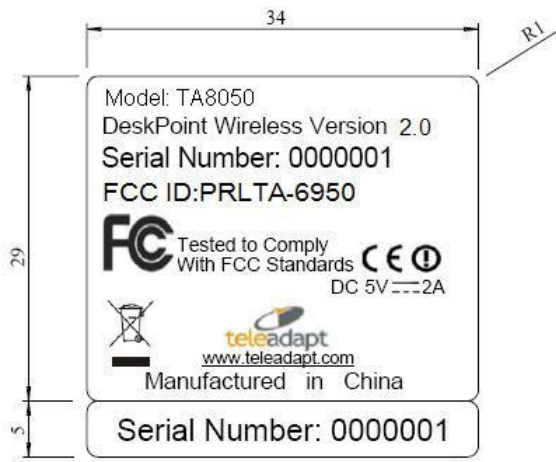 34
R1
Model: TA8050
DeskPoint Wireless Version 2.0
Serial Number: 0000001
FCC ID:PRLTA-6950
29
FC Tested to Comply
With FCC Standards CE
DC 5V⎓2A
teleadapt
www.teleadapt.com
Manufactured in China
5
Serial Number: 0000001